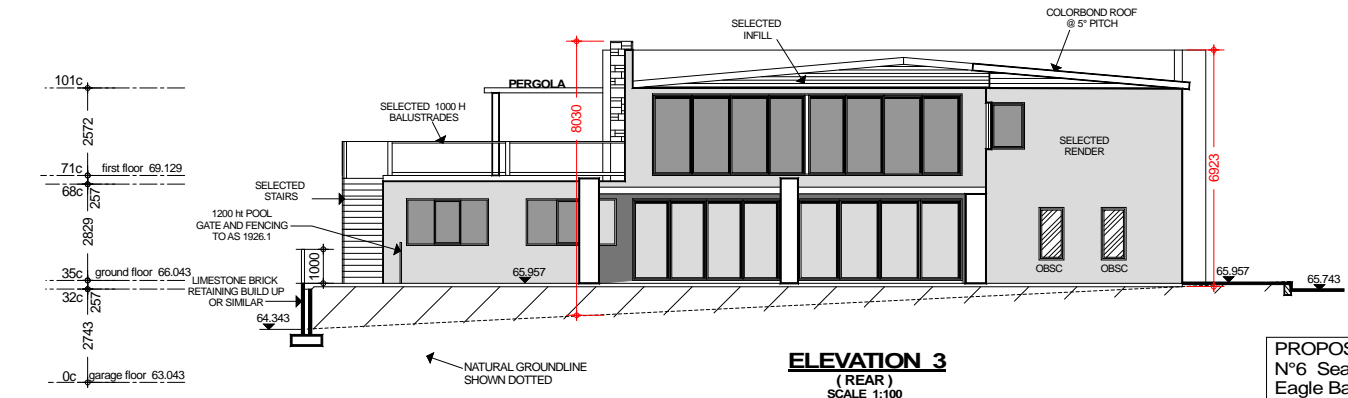 COLORBOND ROOF
@ 5° PITCH
SELECTED
INFILL
101c
PERGOLA
SELECTED 1000 H
BALUSTRADES
2572
8030
SELECTED
RENDER
71c first floor 69.129
68c
257
6923
SELECTED
STAIRS
1200 ht POOL
GATE AND FENCING
TO AS 1926.1
2829
1000
OBSC
OBSC
35c ground floor 66.043
65.957
65.957
65.743
LIMESTONE BRICK
RETAINING BUILD UP
OR SIMILAR
32c
257
64.343
2743
NATURAL GROUNDLINE
SHOWN DOTTED
ELEVATION 3
( REAR )
SCALE 1:100
0c garage floor 63.043
PROPOS
N°6 Sea
Eagle Ba